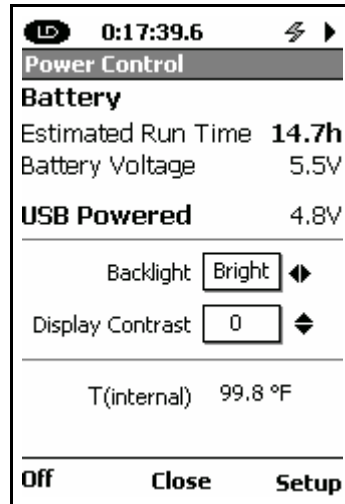 LD 0:17:39.6
Power Control
Battery
Estimated Run Time 14.7h
Battery Voltage 5.5V
USB Powered 4.8V
Backlight Bright
Display Contrast 0
T(internal) 99.8 °F
Off Close Setup